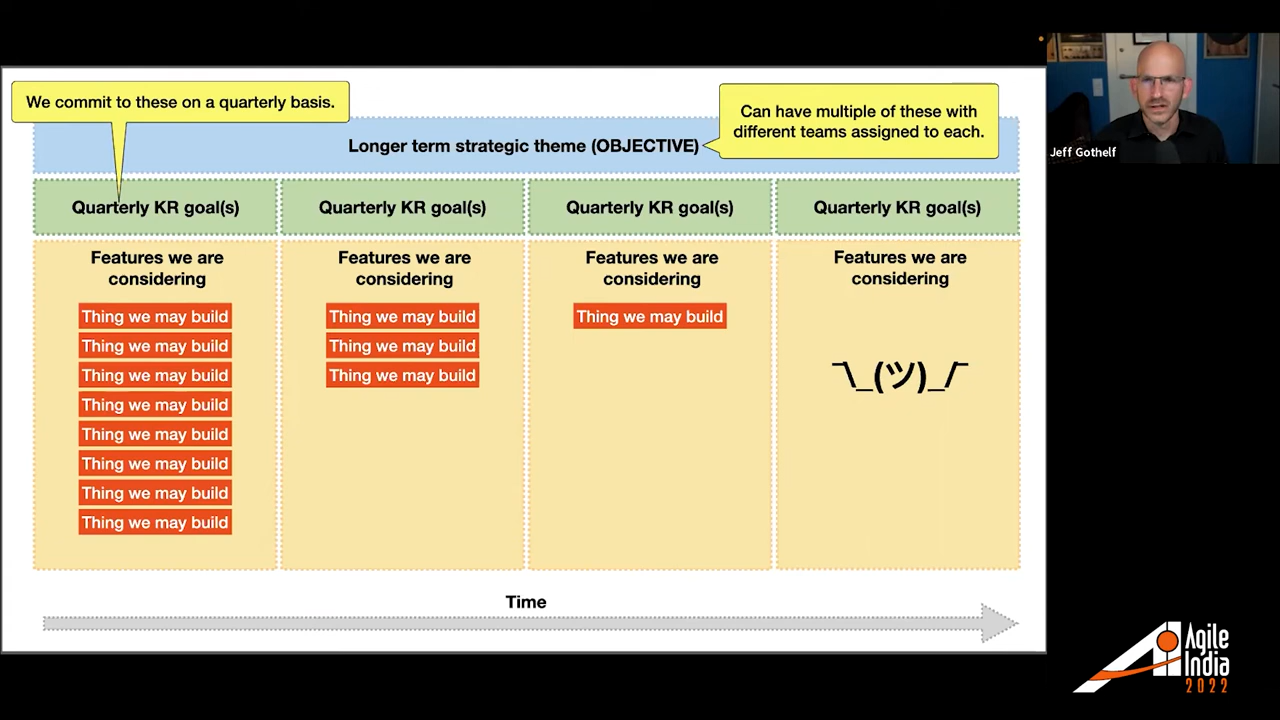 We commit to these on a quarterly basis.
Can have multiple of these with
different teams assigned to each.
Longer term strategic theme (OBJECTIVE)
Quarterly KR goal(s)
Quarterly KR goal(s)
Quarterly KR goal(s)
Quarterly KR goal(s)
Features we are
considering
Thing we may build
Thing we may build
Thing we may build
Thing we may build
Thing we may build
Thing we may build
Thing we may build
Thing we may build
Features we are
considering
Thing we may build
Thing we may build
Thing we may build
Features we are
considering
Thing we may build
Features we are
considering
¯\_(ツ)_/¯
Time
Jeff Gothelf
Agile
India
2022